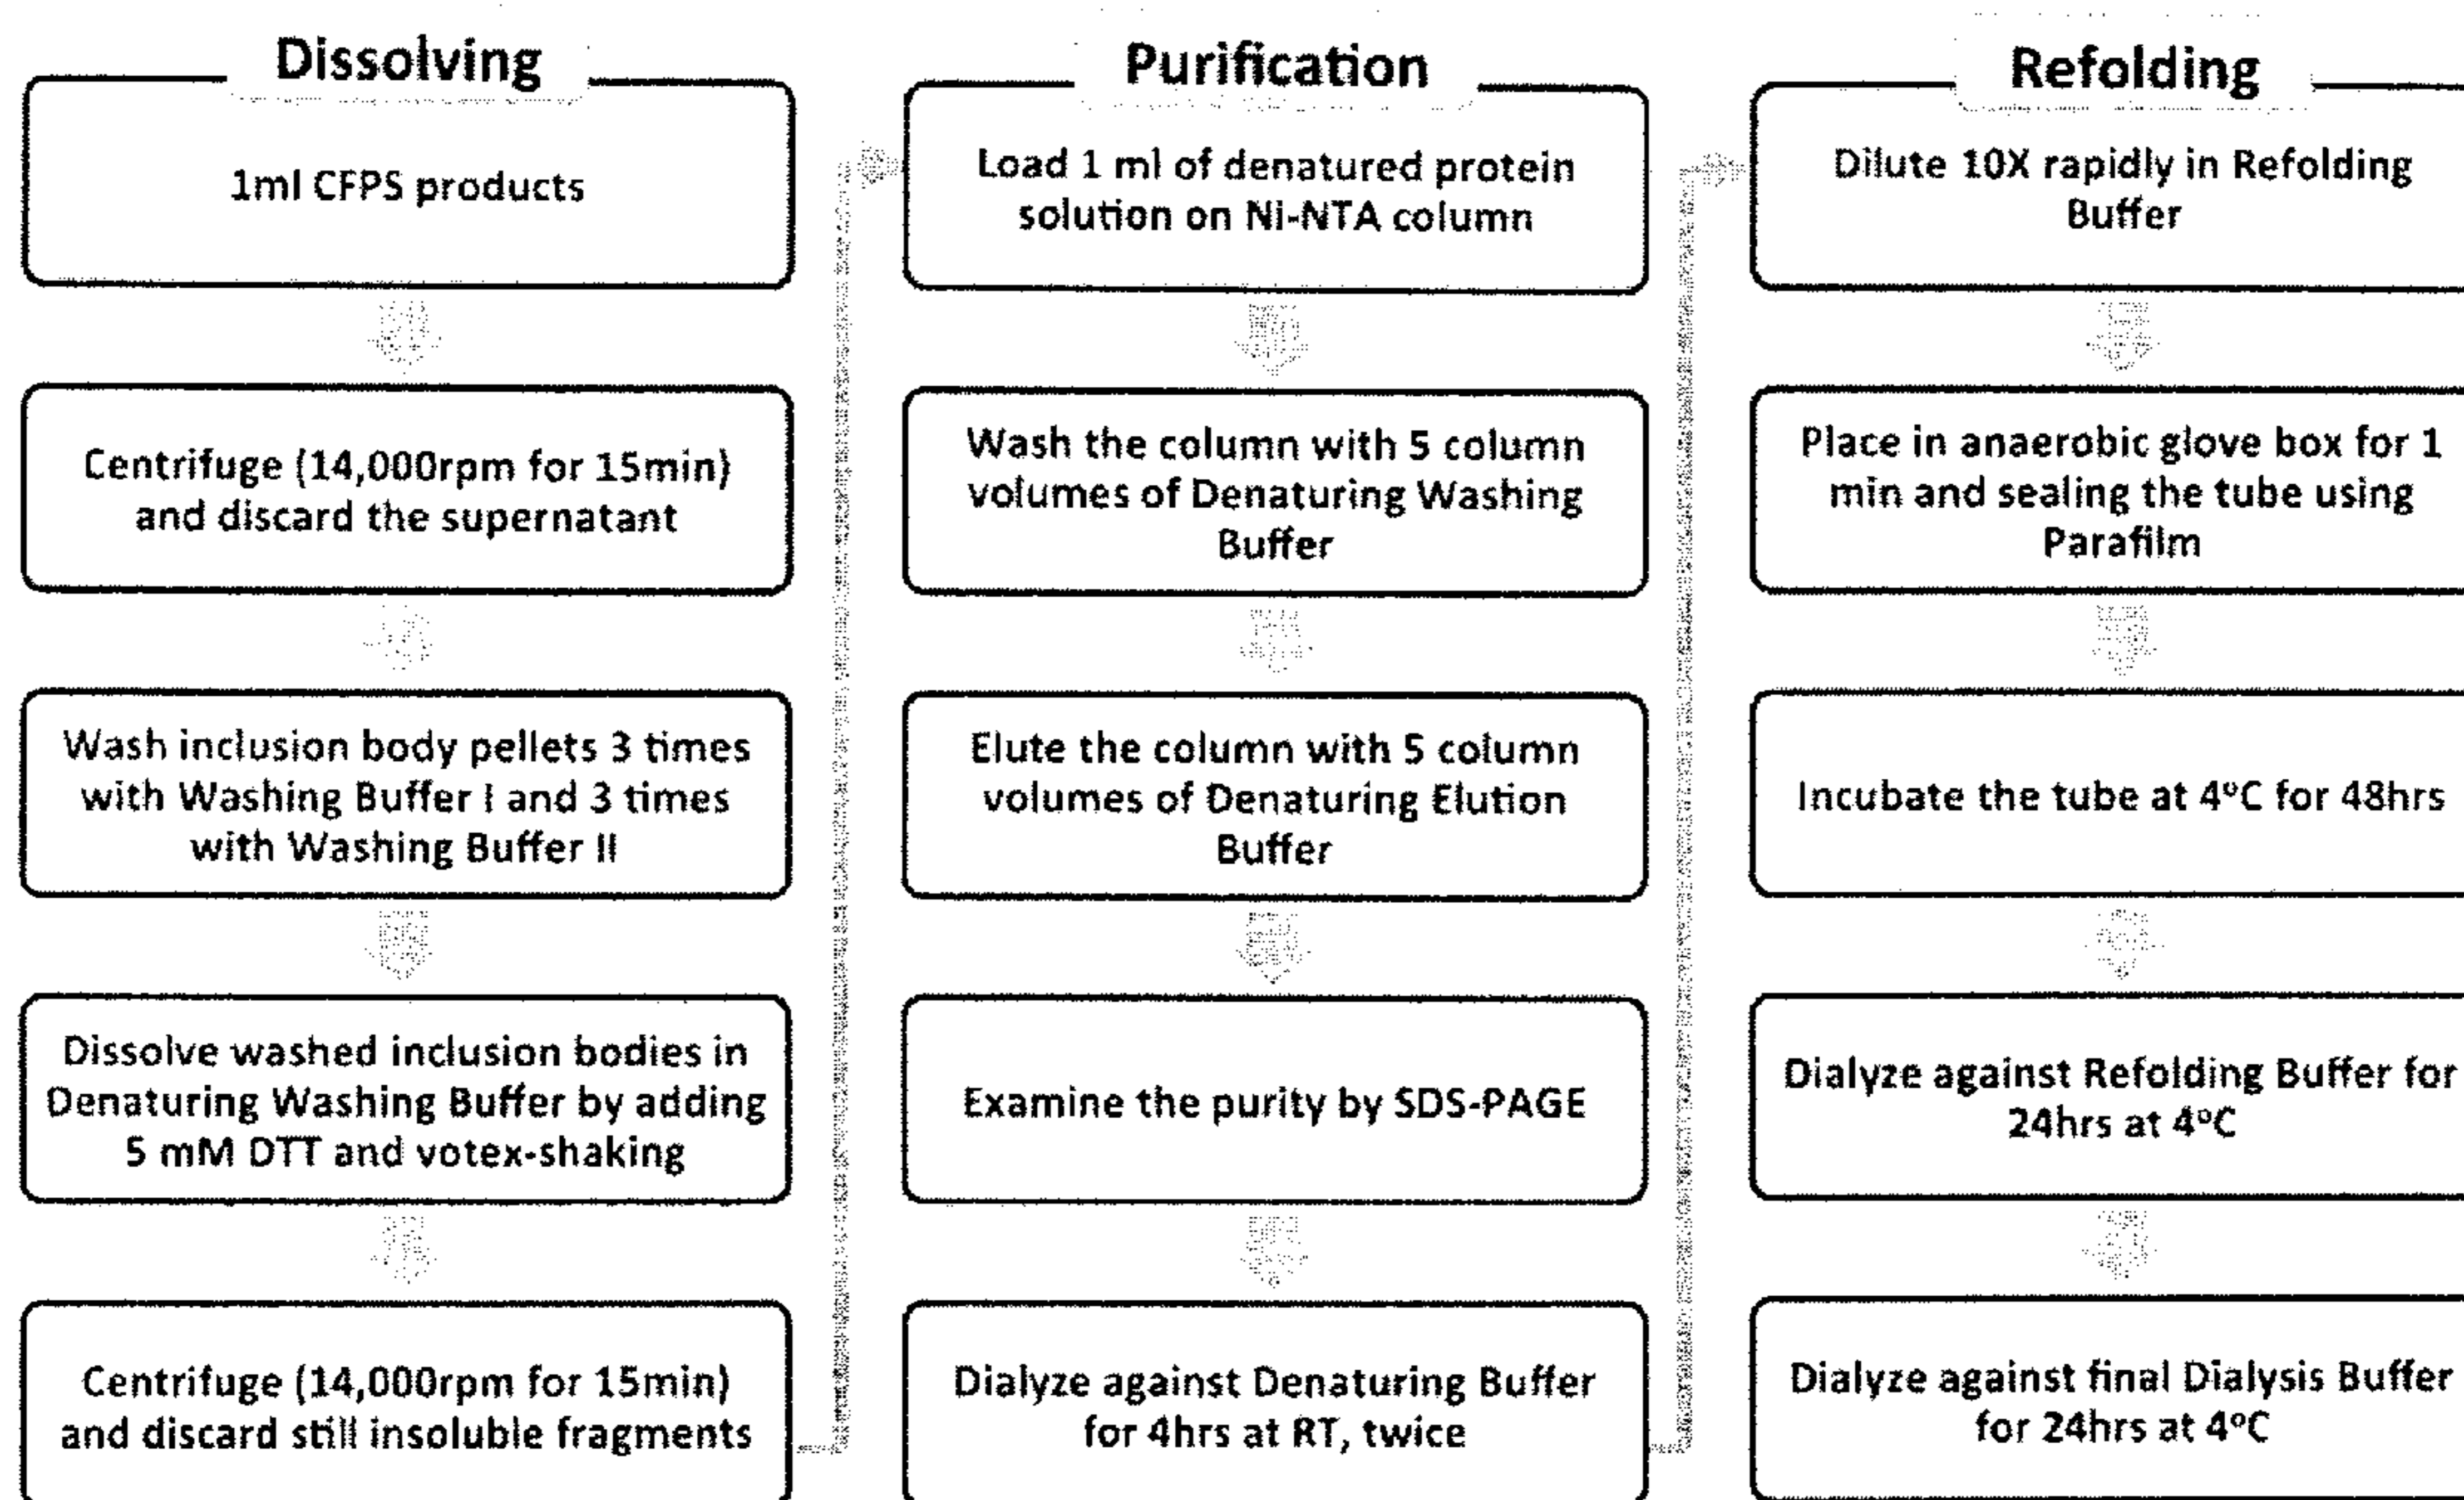 Dissolving
1ml CFPS products
Centrifuge (14,000rpm for 15min)
and discard the supernatant
Wash inclusion body pellets 3 times
with Washing Buffer I and 3 times
with Washing Buffer II
Dissolve washed inclusion bodies in
Denaturing Washing Buffer by adding
5 mM DTT and votex-shaking
Centrifuge (14,000rpm for 15min)
and discard still insoluble fragments
Purification
Load 1 ml of denatured protein
solution on Ni-NTA column
Wash the column with 5 column
volumes of Denaturing Washing
Buffer
Elute the column with 5 column
volumes of Denaturing Elution
Buffer
Examine the purity by SDS-PAGE
Dialyze against Denaturing Buffer
for 4hrs at RT, twice
Refolding
Dilute 10X rapidly in Refolding
Buffer
Place in anaerobic glove box for 1
min and sealing the tube using
Parafilm
Incubate the tube at 4ºC for 48hrs
Dialyze against Refolding Buffer for
24hrs at 4ºC
Dialyze against final Dialysis Buffer
for 24hrs at 4ºC